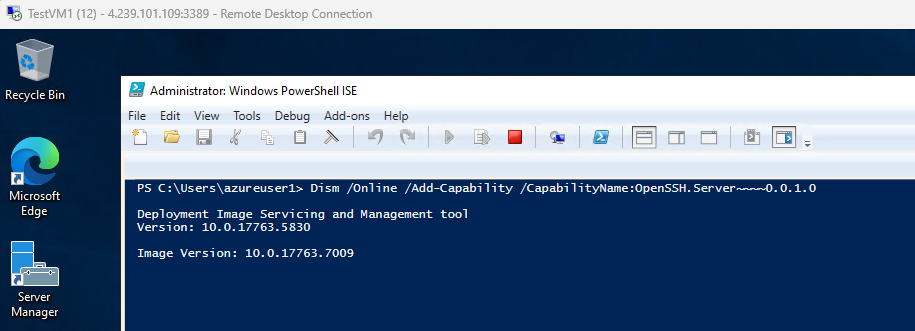 TestVM1 (12) - 4.239.101.109:3389 - Remote Desktop Connection
Recycle Bin
Administrator: Windows PowerShell ISE
File Edit View Tools Debug Add-ons Help
Microsoft
Edge
PS C:\Users\azureuser1> Dism /Online /Add-Capability /CapabilityName:OpenSSH.Server~~~~0.0.1.0
Deployment Image Servicing and Management tool
Version: 10.0.17763.5830
Image Version: 10.0.17763.7009
Server
Manager